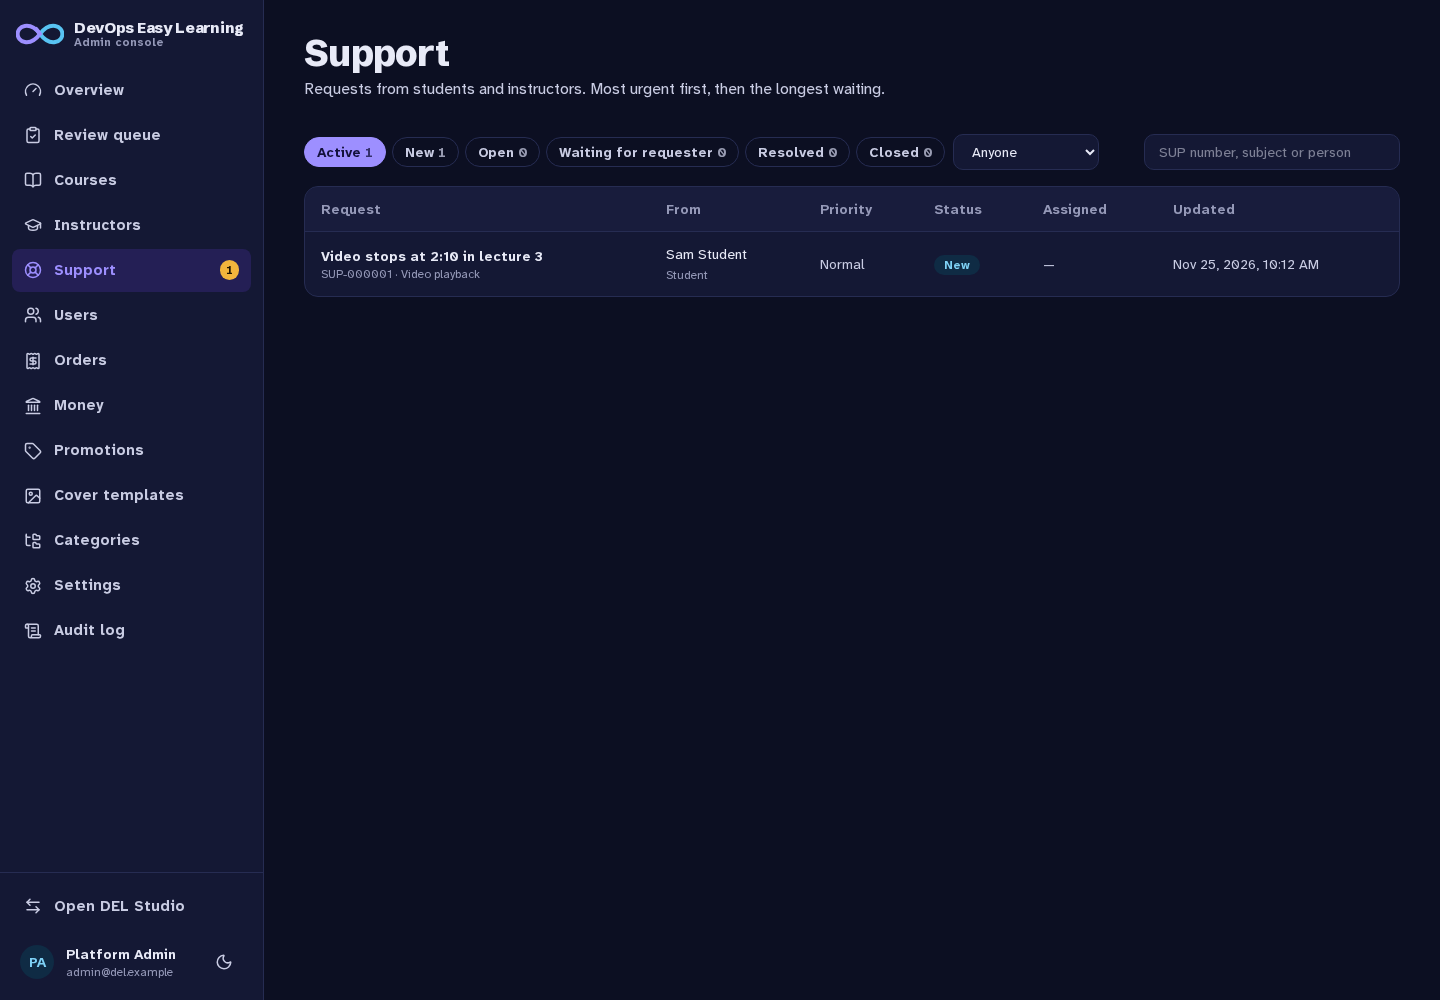 DevOps Easy Learning
Admin console
Overview
Review queue
Courses
Instructors
Support 1
Users
Orders
Money
Promotions
Cover templates
Categories
Settings
Audit log
Open DEL Studio
PA
Platform Admin
admin@del.example
Support
Requests from students and instructors. Most urgent first, then the longest waiting.
Active 1 New 1 Open 0 Waiting for requester 0 Resolved 0 Closed 0 Anyone SUP number, subject or person
Request From Priority Status Assigned Updated
Video stops at 2:10 in lecture 3 Sam Student Normal New — Nov 25, 2026, 10:12 AM
SUP-000001 · Video playback Student